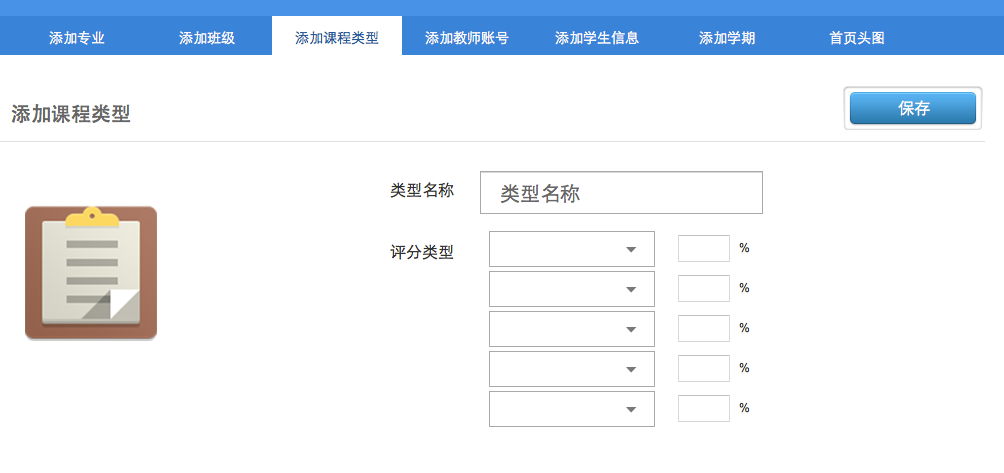 添加专业 添加班级 添加课程类型 添加教师账号 添加学生信息 添加学期 首页头图
添加课程类型 保存
类型名称 类型名称
评分类型 %
%
%
%
%